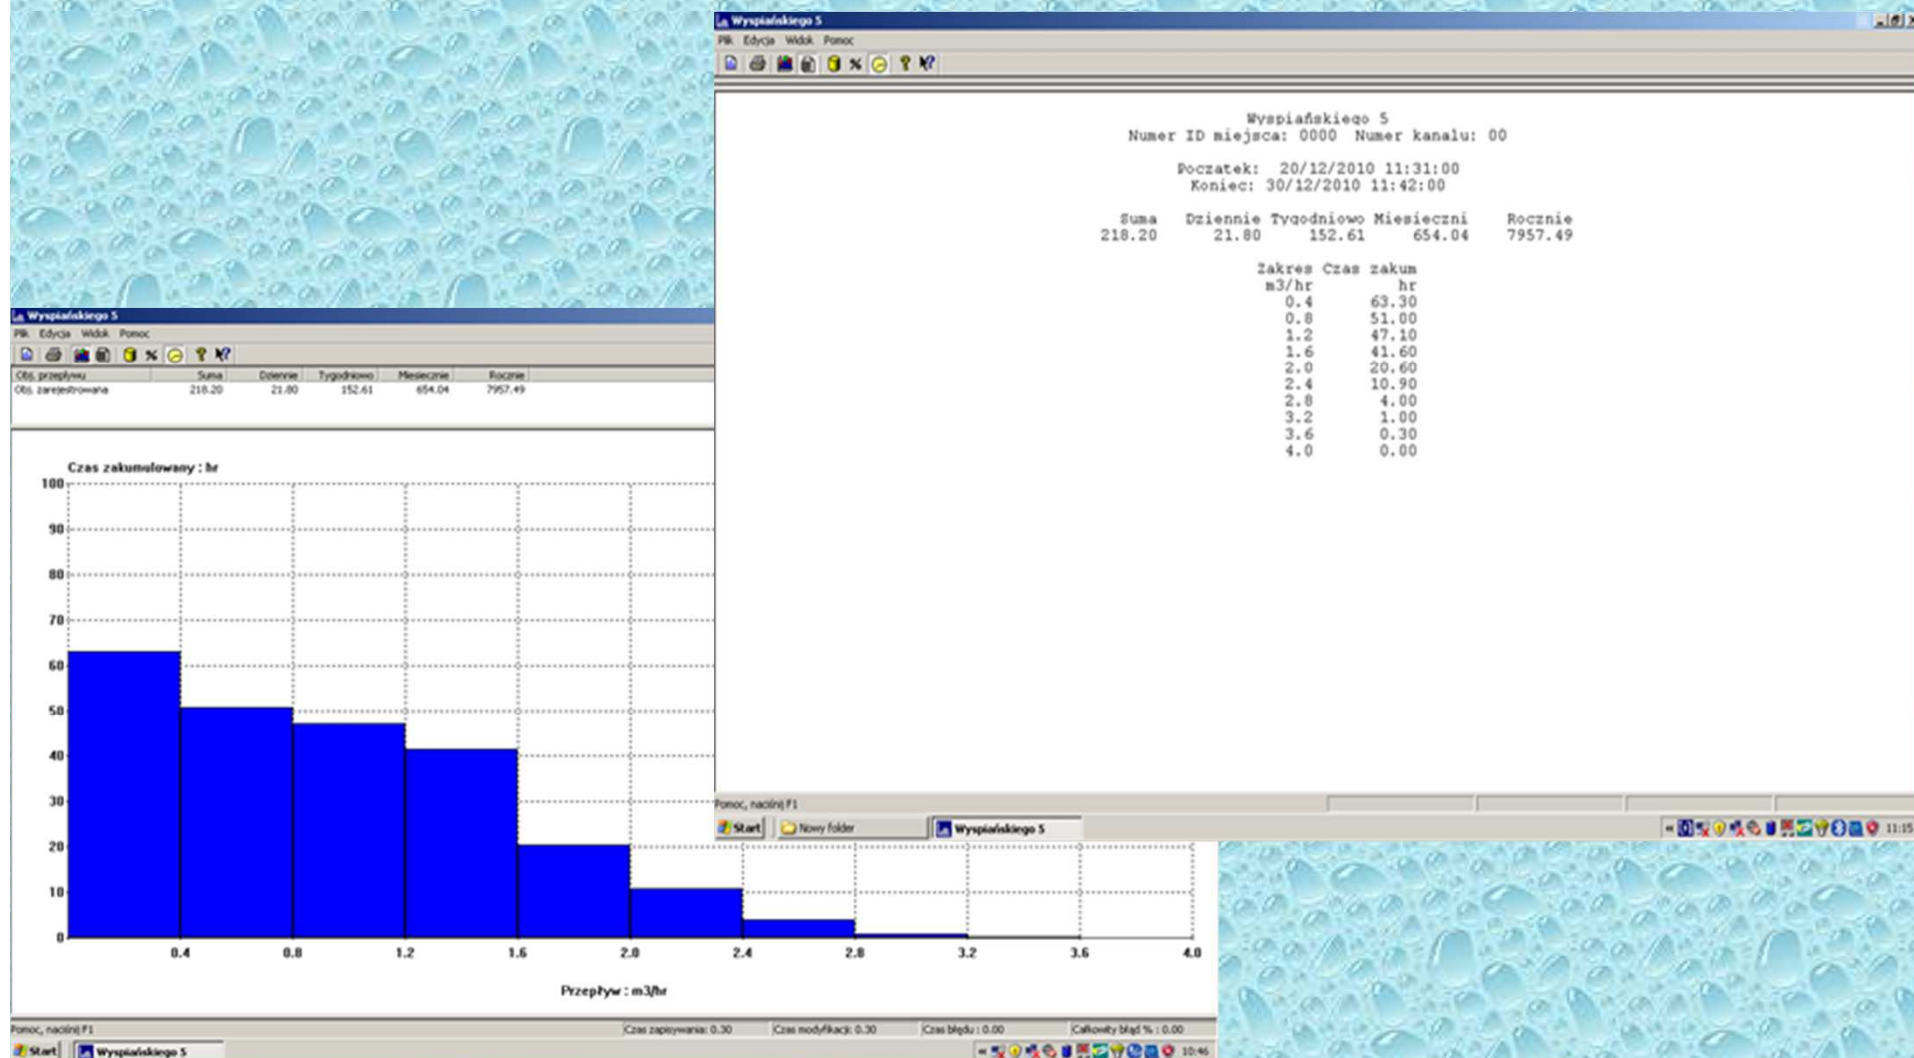 Wyspiańskiego 5
Plik Edycja Widok Pomoc
Wyspiańskiego 5
Numer ID miejsca: 0000 Numer kanalu: 00
Poczatek: 20/12/2010 11:31:00
Koniec: 30/12/2010 11:42:00
Suma Dziennie Tygodniowo Miesieczni Rocznie
218.20 21.80 152.61 654.04 7957.49
Zakres Czas zakum
m3/hr hr
0.4 63.30
0.8 51.00
1.2 47.10
1.6 41.60
2.0 20.60
2.4 10.90
2.8 4.00
3.2 1.00
3.6 0.30
4.0 0.00
Pomoc, naciśnij F1
Start Nowy folder Wyspiańskiego 5 11:15
Wyspiańskiego 5
Plik Edycja Widok Pomoc
Obj. przepływu Suma Dziennie Tygodniowo Miesiecznie Rocznie
Obj. zarejestrowana 218.20 21.80 152.61 654.04 7957.49
Czas zakumulowany : hr
100
90
80
70
60
50
40
30
20
10
0
0.4 0.8 1.2 1.6 2.0 2.4 2.8 3.2 3.6 4.0
Przepływ : m3/hr
Pomoc, naciśnij F1 Czas zapisywania: 0.30 Czas modyfikacji: 0.30 Czas błędu : 0.00 Całkowity błąd % : 0.00
Start Wyspiańskiego 5 10:46